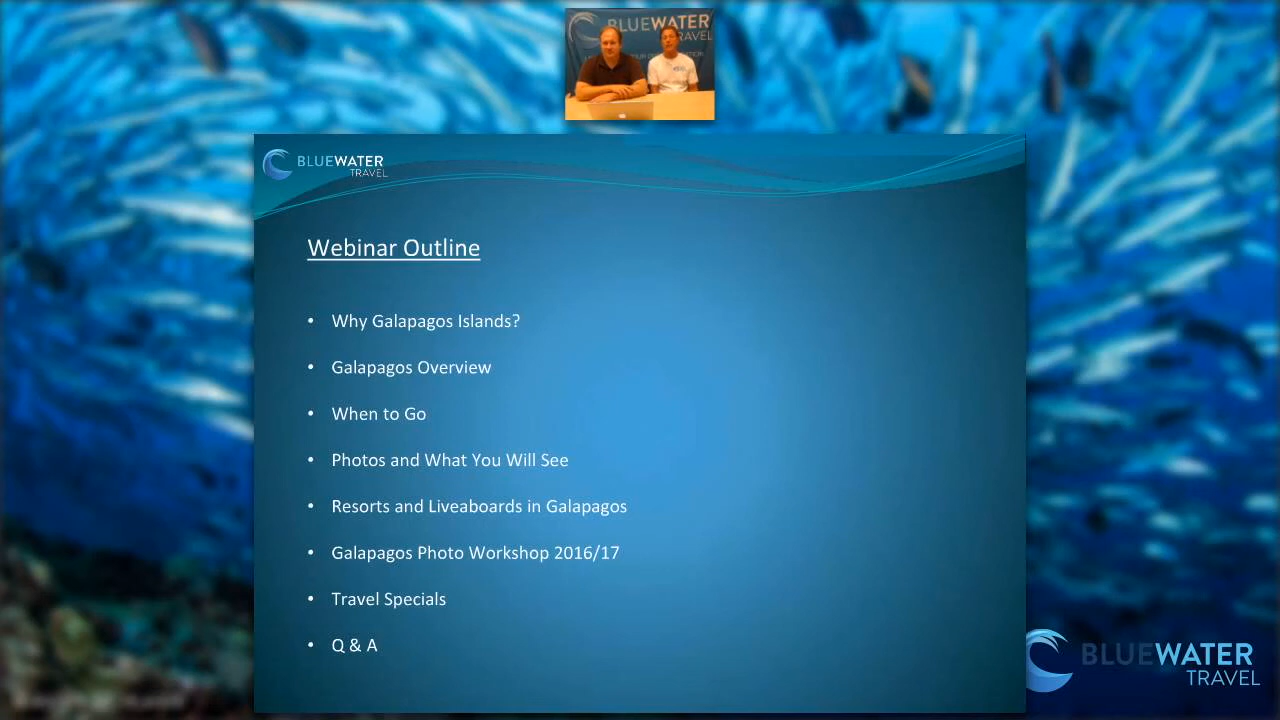 BLUEWATER
TRAVEL
BLUEWATER
TRAVEL
Webinar Outline
• Why Galapagos Islands?
• Galapagos Overview
• When to Go
• Photos and What You Will See
• Resorts and Liveaboards in Galapagos
• Galapagos Photo Workshop 2016/17
• Travel Specials
• Q & A
BLUEWATER
TRAVEL